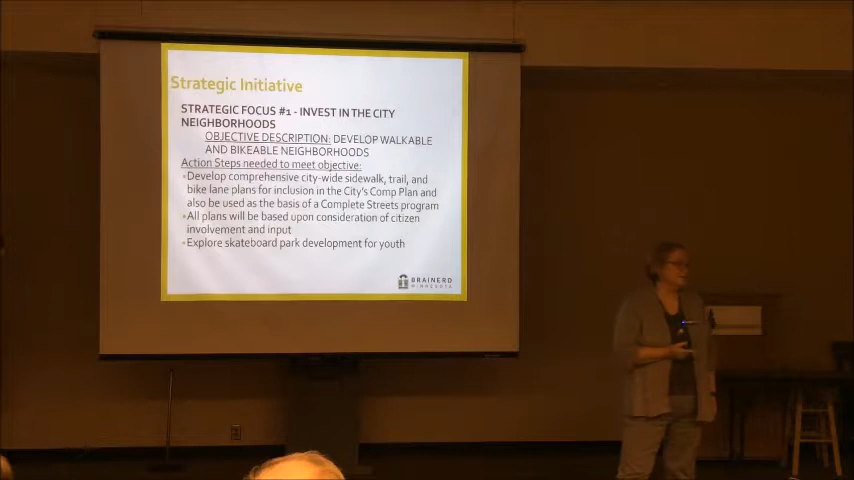 Strategic Initiative
STRATEGIC FOCUS #1 - INVEST IN THE CITY
NEIGHBORHOODS
OBJECTIVE DESCRIPTION: DEVELOP WALKABLE
AND BIKEABLE NEIGHBORHOODS
Action Steps needed to meet objective:
•Develop comprehensive city-wide sidewalk, trail, and
bike lane plans for inclusion in the City's Comp Plan and
also be used as the basis of a Complete Streets program
•All plans will be based upon consideration of citizen
involvement and input
•Explore skateboard park development for youth
BRAINERD
MINNESOTA